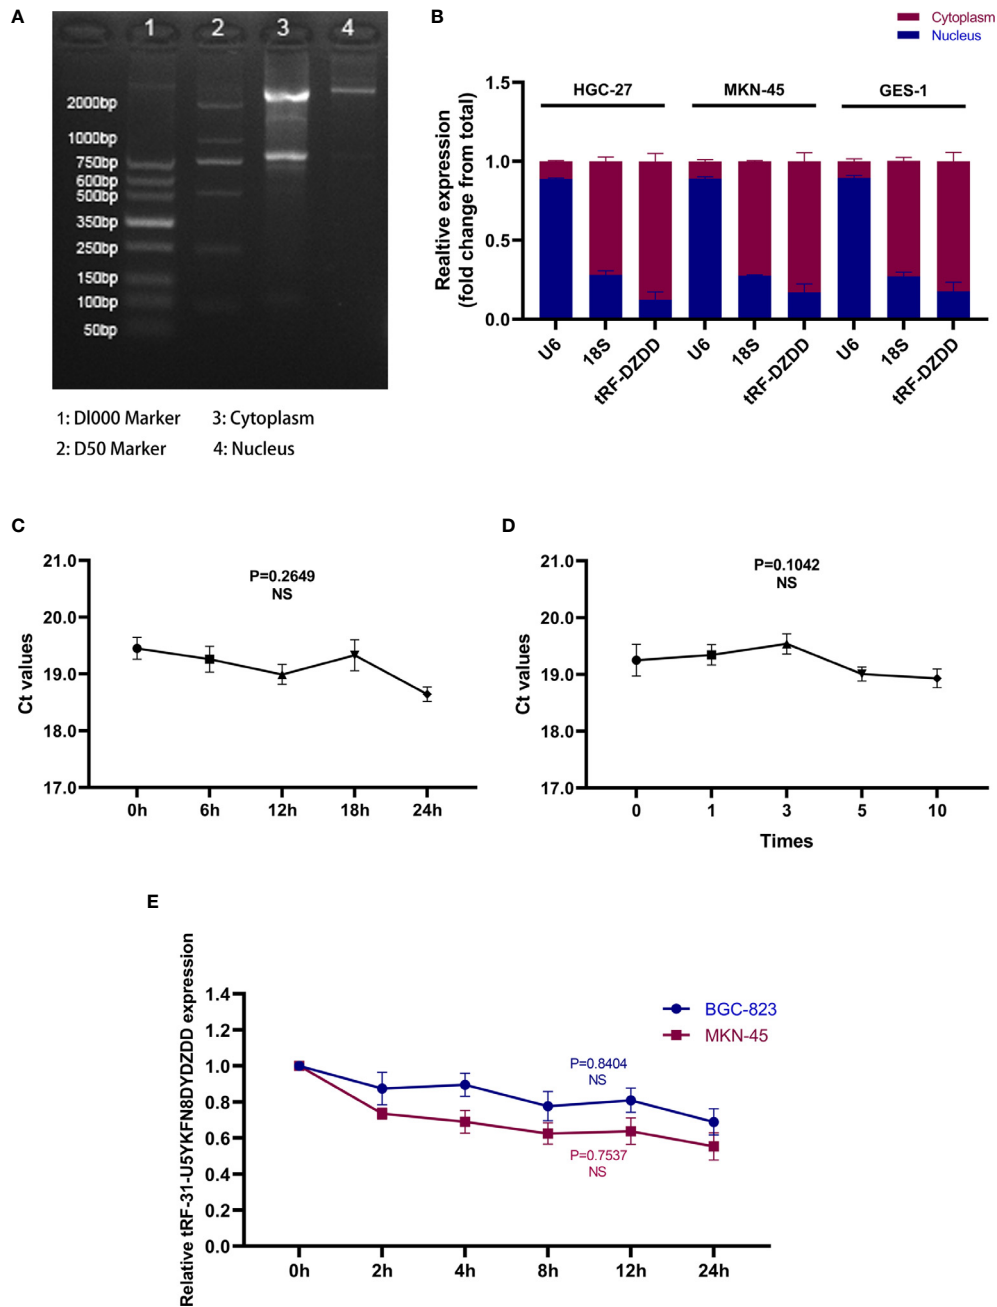 A
1 2 3 4
2000bp
1000bp
750bp
600bp
500bp
350bp
250bp
150bp
100bp
50bp
1: Dl000 Marker 3: Cytoplasm
2: D50 Marker 4: Nucleus
B
Cytoplasm
Nucleus
HGC-27 MKN-45 GES-1
Realtive expression
(fold change from total)
1.5
1.0
0.5
0.0
U6 18S tRF-DZDD U6 18S tRF-DZDD U6 18S tRF-DZDD
C
Ct values
21.0
20.0
19.0
18.0
17.0
P=0.2649
NS
0h 6h 12h 18h 24h
D
Ct values
21.0
20.0
19.0
18.0
17.0
P=0.1042
NS
0 1 3 5 10
Times
E
Relative tRF-31-U5YKFN8DYDZDD expression
1.4
1.2
1.0
0.8
0.6
0.4
0.2
0.0
BGC-823
MKN-45
P=0.8404
NS
P=0.7537
NS
0h 2h 4h 8h 12h 24h